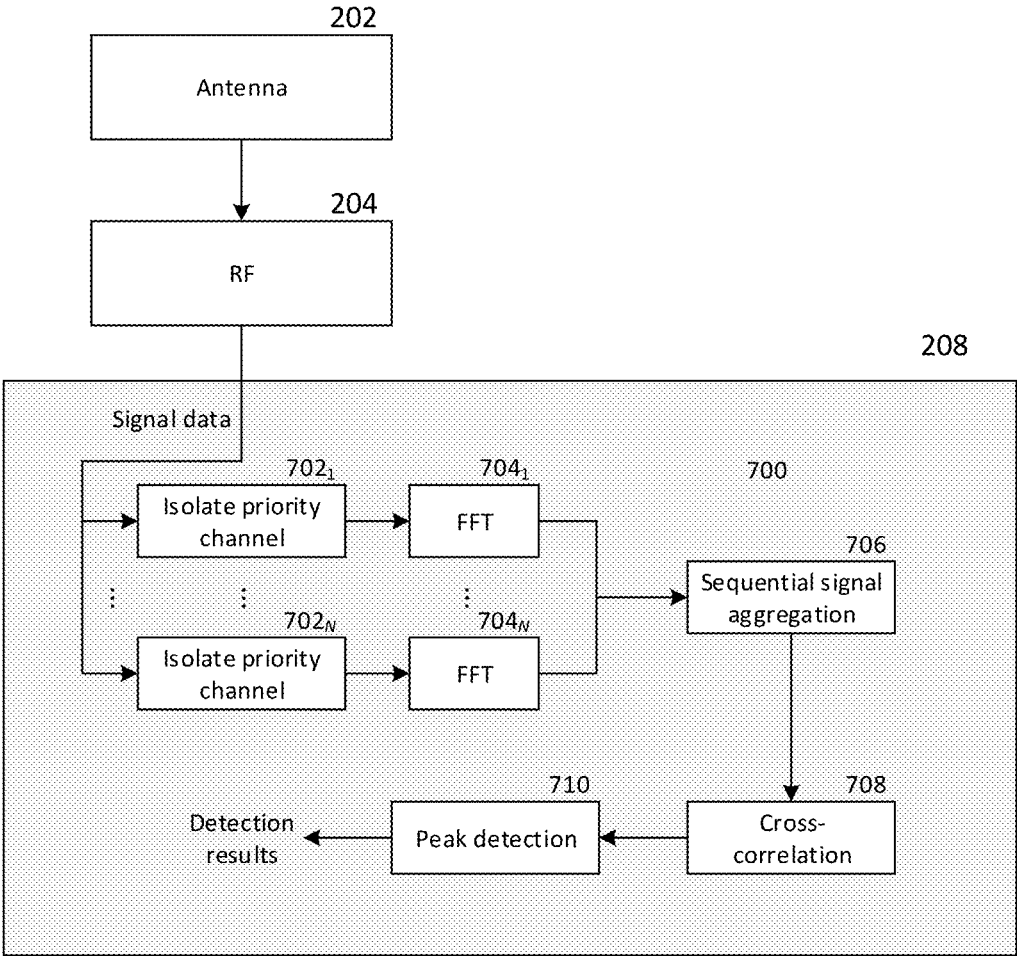 202
Antenna
204
RF
208
Signal data
702₁
704₁
700
Isolate priority
channel
FFT
706
Sequential signal
aggregation
⋮
⋮
⋮
702N
704N
Isolate priority
channel
FFT
710
708
Detection
results
Peak detection
Cross-
correlation